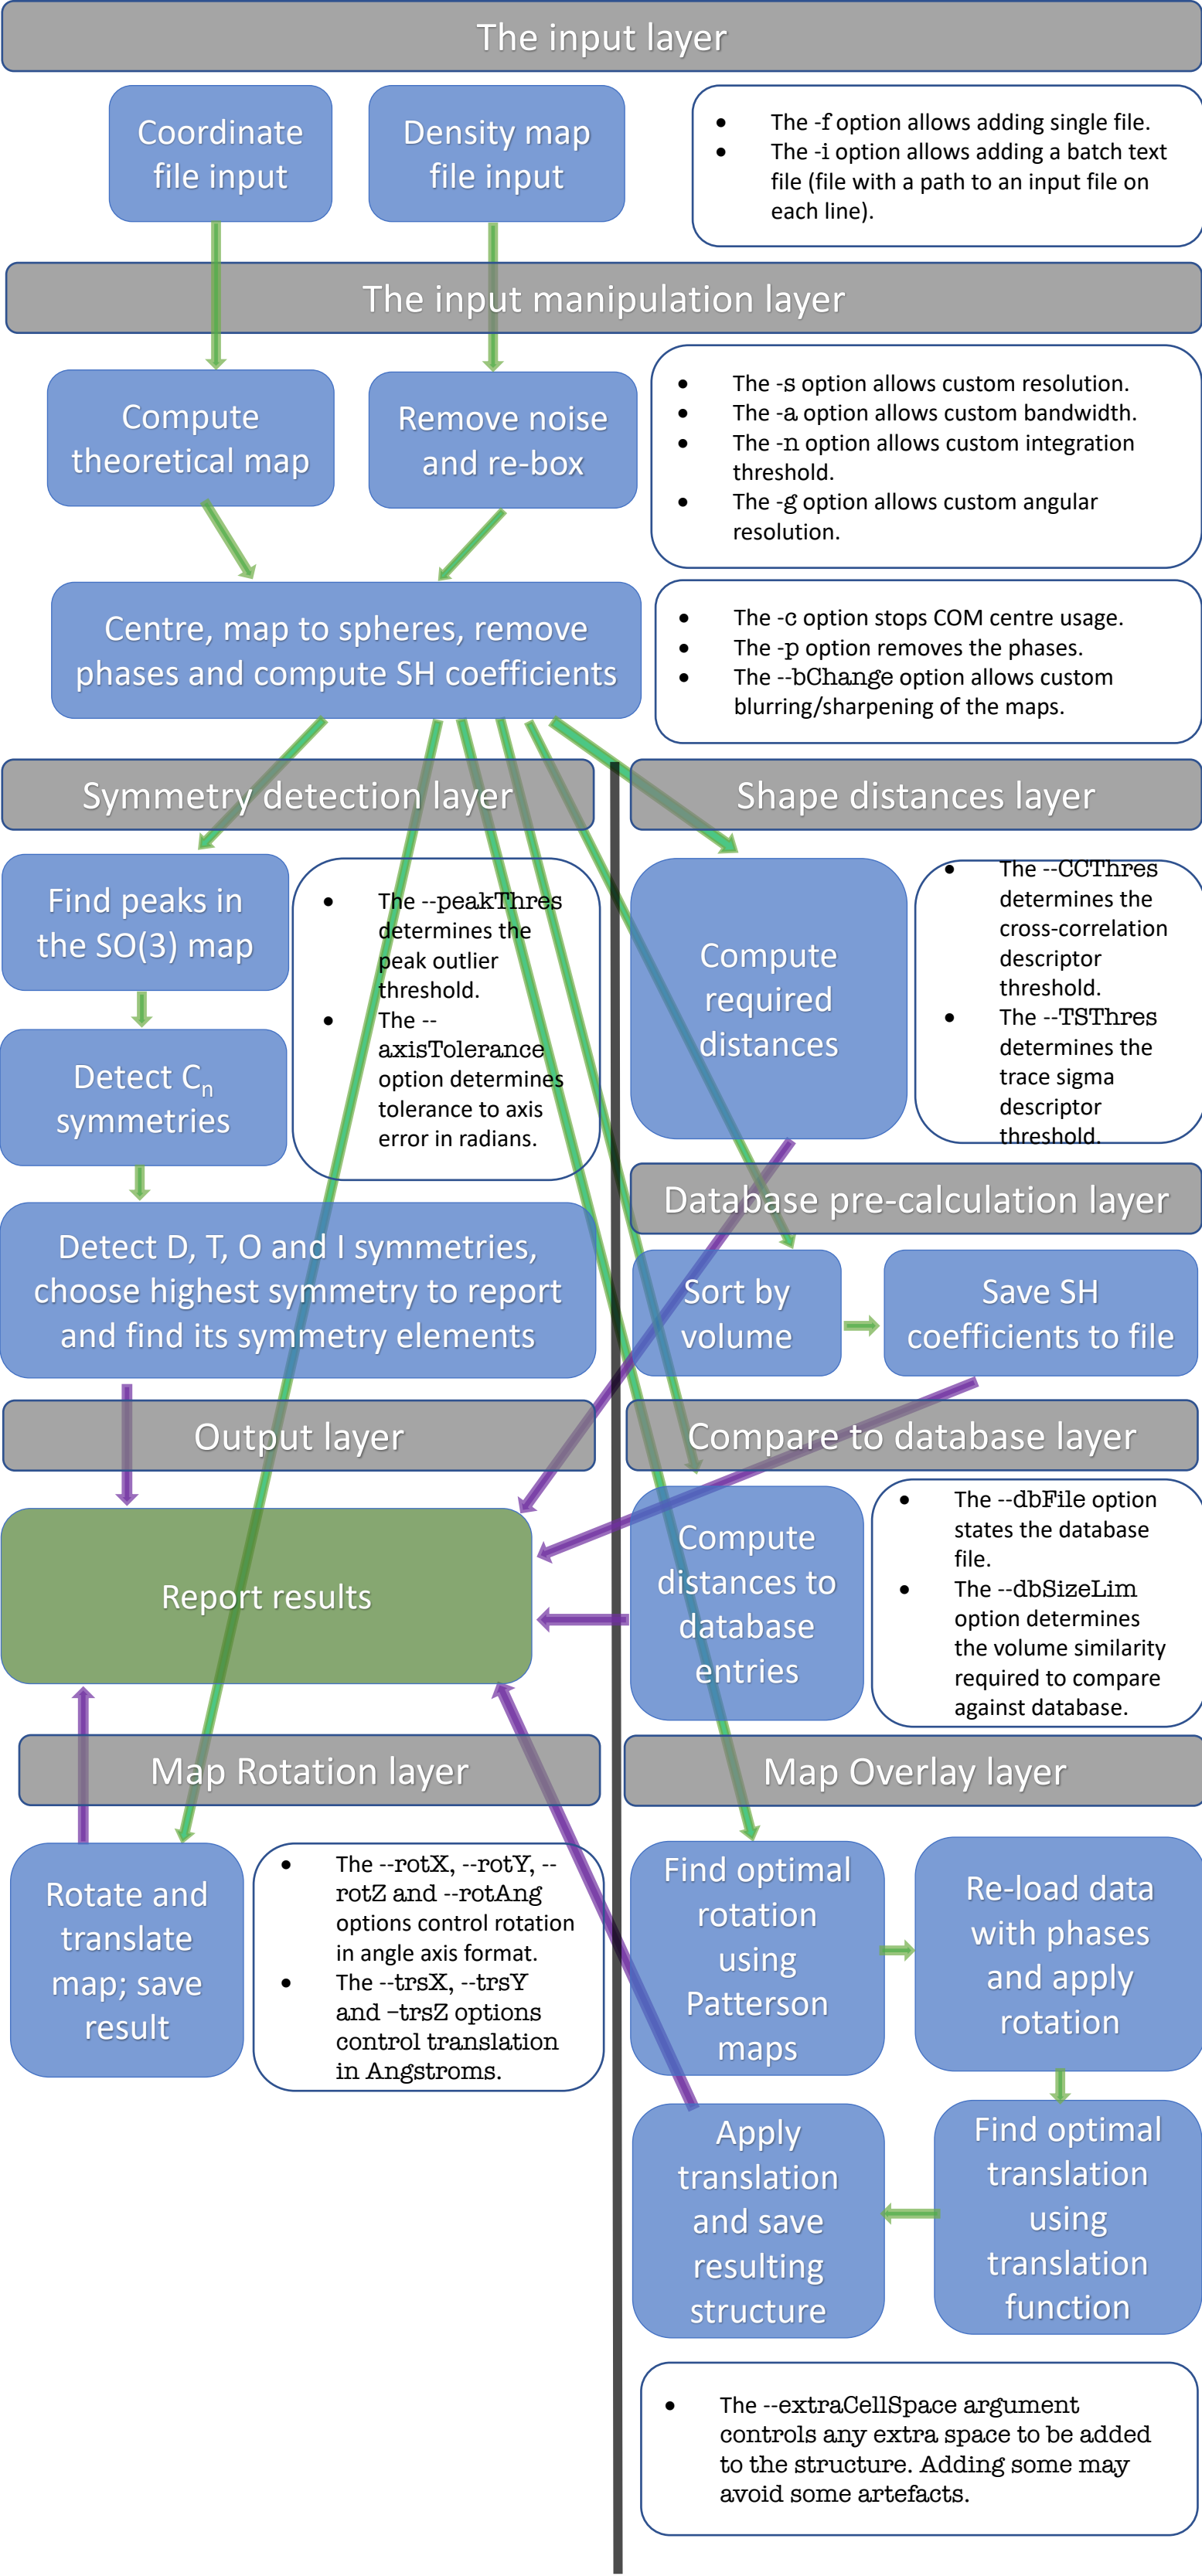 The input layer
Coordinate
file input
Density map
file input
• The -f option allows adding single file.
• The -i option allows adding a batch text
file (file with a path to an input file on
each line).
The input manipulation layer
Compute
theoretical map
Remove noise
and re-box
• The -s option allows custom resolution.
• The -a option allows custom bandwidth.
• The -n option allows custom integration
threshold.
• The -g option allows custom angular
resolution.
Centre, map to spheres, remove
phases and compute SH coefficients
• The -c option stops COM centre usage.
• The -p option removes the phases.
• The --bChange option allows custom
blurring/sharpening of the maps.
Symmetry detection layer
Find peaks in
the SO(3) map
• The --peakThres
determines the
peak outlier
threshold.
• The --
axisTolerance
option determines
tolerance to axis
error in radians.
Detect Cn
symmetries
Detect D, T, O and I symmetries,
choose highest symmetry to report
and find its symmetry elements
Shape distances layer
Compute
required
distances
• The --CCThres
determines the
cross-correlation
descriptor
threshold.
• The --TSThres
determines the
trace sigma
descriptor
threshold.
Database pre-calculation layer
Sort by
volume
Save SH
coefficients to file
Output layer
Report results
Compare to database layer
Compute
distances to
database
entries
• The --dbFile option
states the database
file.
• The --dbSizeLim
option determines
the volume similarity
required to compare
against database.
Map Rotation layer
Rotate and
translate
map; save
result
• The --rotX, --rotY, --
rotZ and --rotAng
options control rotation
in angle axis format.
• The --trsX, --trsY
and –trsZ options
control translation
in Angstroms.
Map Overlay layer
Find optimal
rotation
using
Patterson
maps
Re-load data
with phases
and apply
rotation
Apply
translation
and save
resulting
structure
Find optimal
translation
using
translation
function
• The --extraCellSpace argument
controls any extra space to be added
to the structure. Adding some may
avoid some artefacts.